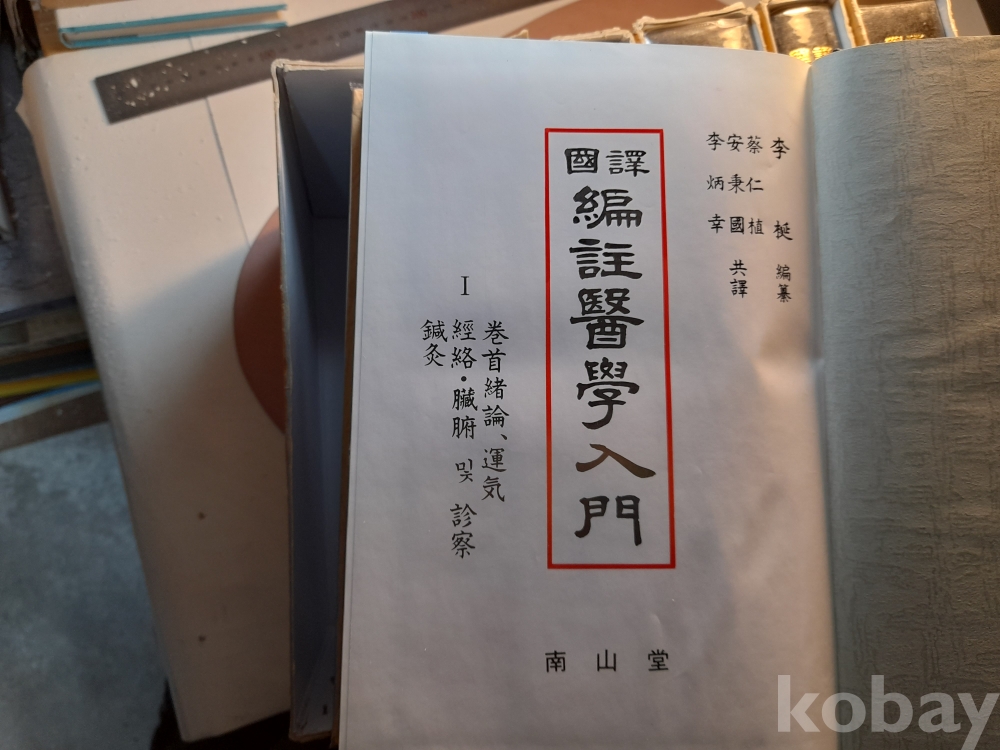 李 梴 編纂
蔡仁植
安秉國 共譯
李炳幸
國譯
編註醫學入門
I
卷首緖論、運気
經絡·臟腑 및 診察
鍼灸
南山堂
kobay